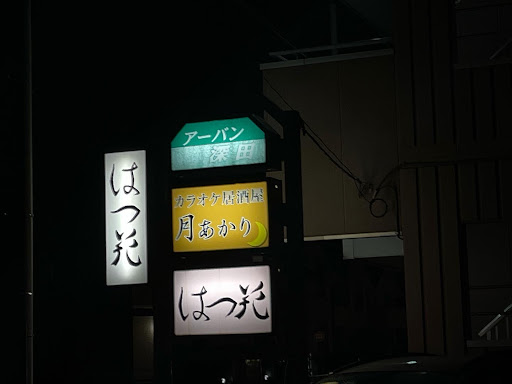 アーバン
深田
カラオケ居酒屋
月あかり
はつ花
はつ花